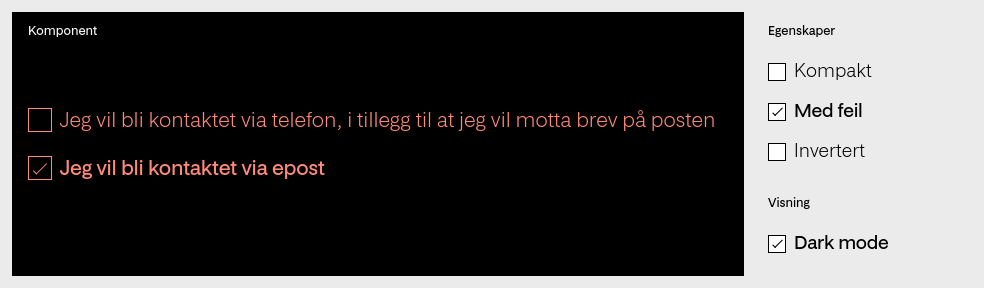 Komponent
Jeg vil bli kontaktet via telefon, i tillegg til at jeg vil motta brev på posten
Jeg vil bli kontaktet via epost
Egenskaper
Kompakt
Med feil
Invertert
Visning
Dark mode